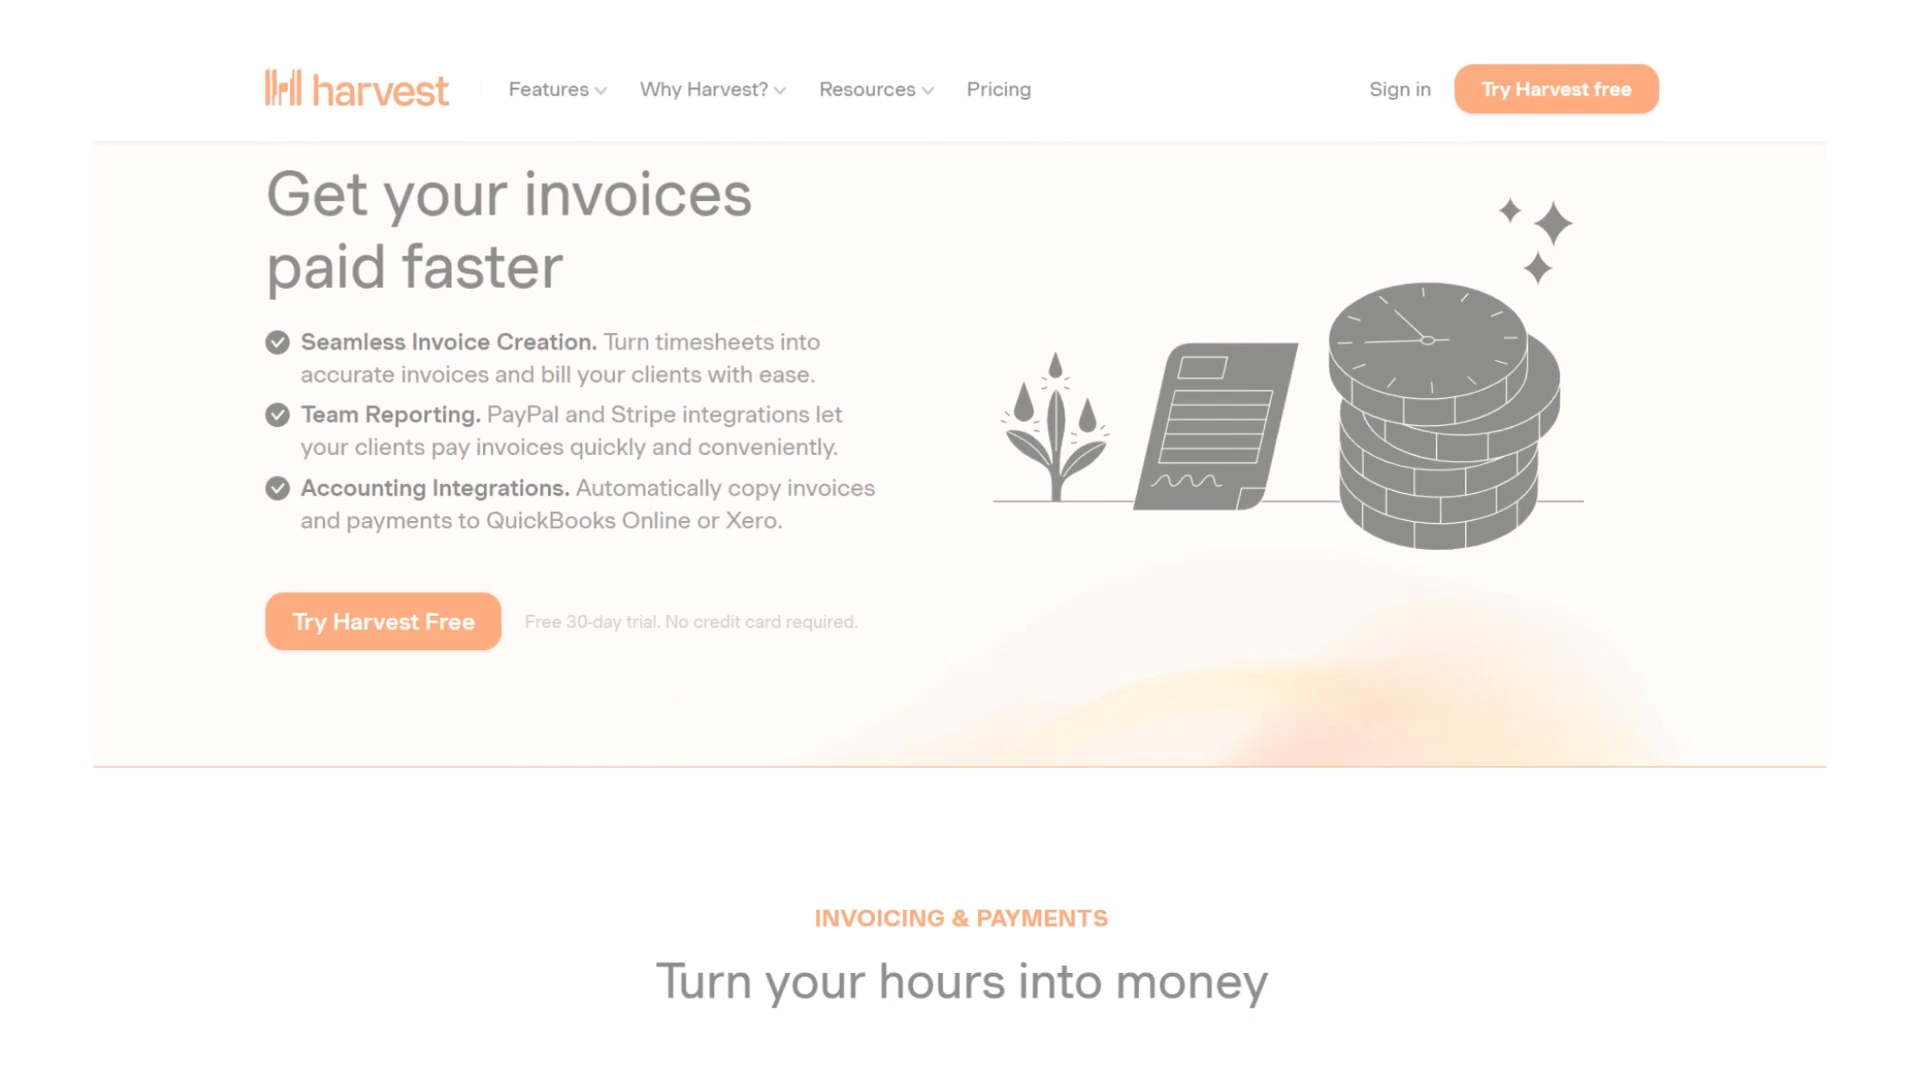 harvest
Features
Why Harvest?
Resources
Pricing
Sign in
Try Harvest free
Get your invoices
paid faster
Seamless Invoice Creation. Turn timesheets into
accurate invoices and bill your clients with ease.
Team Reporting. PayPal and Stripe integrations let
your clients pay invoices quickly and conveniently.
Accounting Integrations. Automatically copy invoices
and payments to QuickBooks Online or Xero.
Try Harvest Free
Free 30-day trial. No credit card required.
INVOICING & PAYMENTS
Turn your hours into money